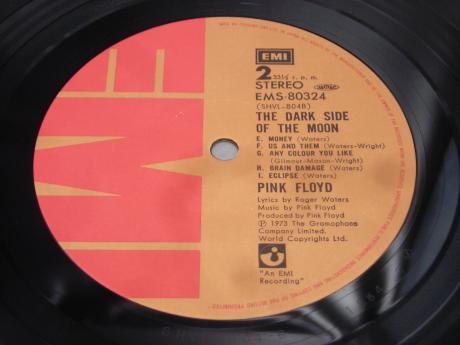 EMI
EMI
2 33⅓ r. p. m.
STEREO
EMS-80324
(SHVL-804B)
THE DARK SIDE
OF THE MOON
E. MONEY (Waters)
F. US AND THEM (Waters-Wright)
G. ANY COLOUR YOU LIKE
(Gilmour-Mason-Wright)
H. BRAIN DAMAGE (Waters)
I. ECLIPSE (Waters)
PINK FLOYD
Lyrics by Roger Waters
Music by Pink Floyd
Produced by Pink Floyd
Ⓟ 1973 The Gramophone
Company Limited.
World Copyrights Ltd.
"An EMI
Recording"